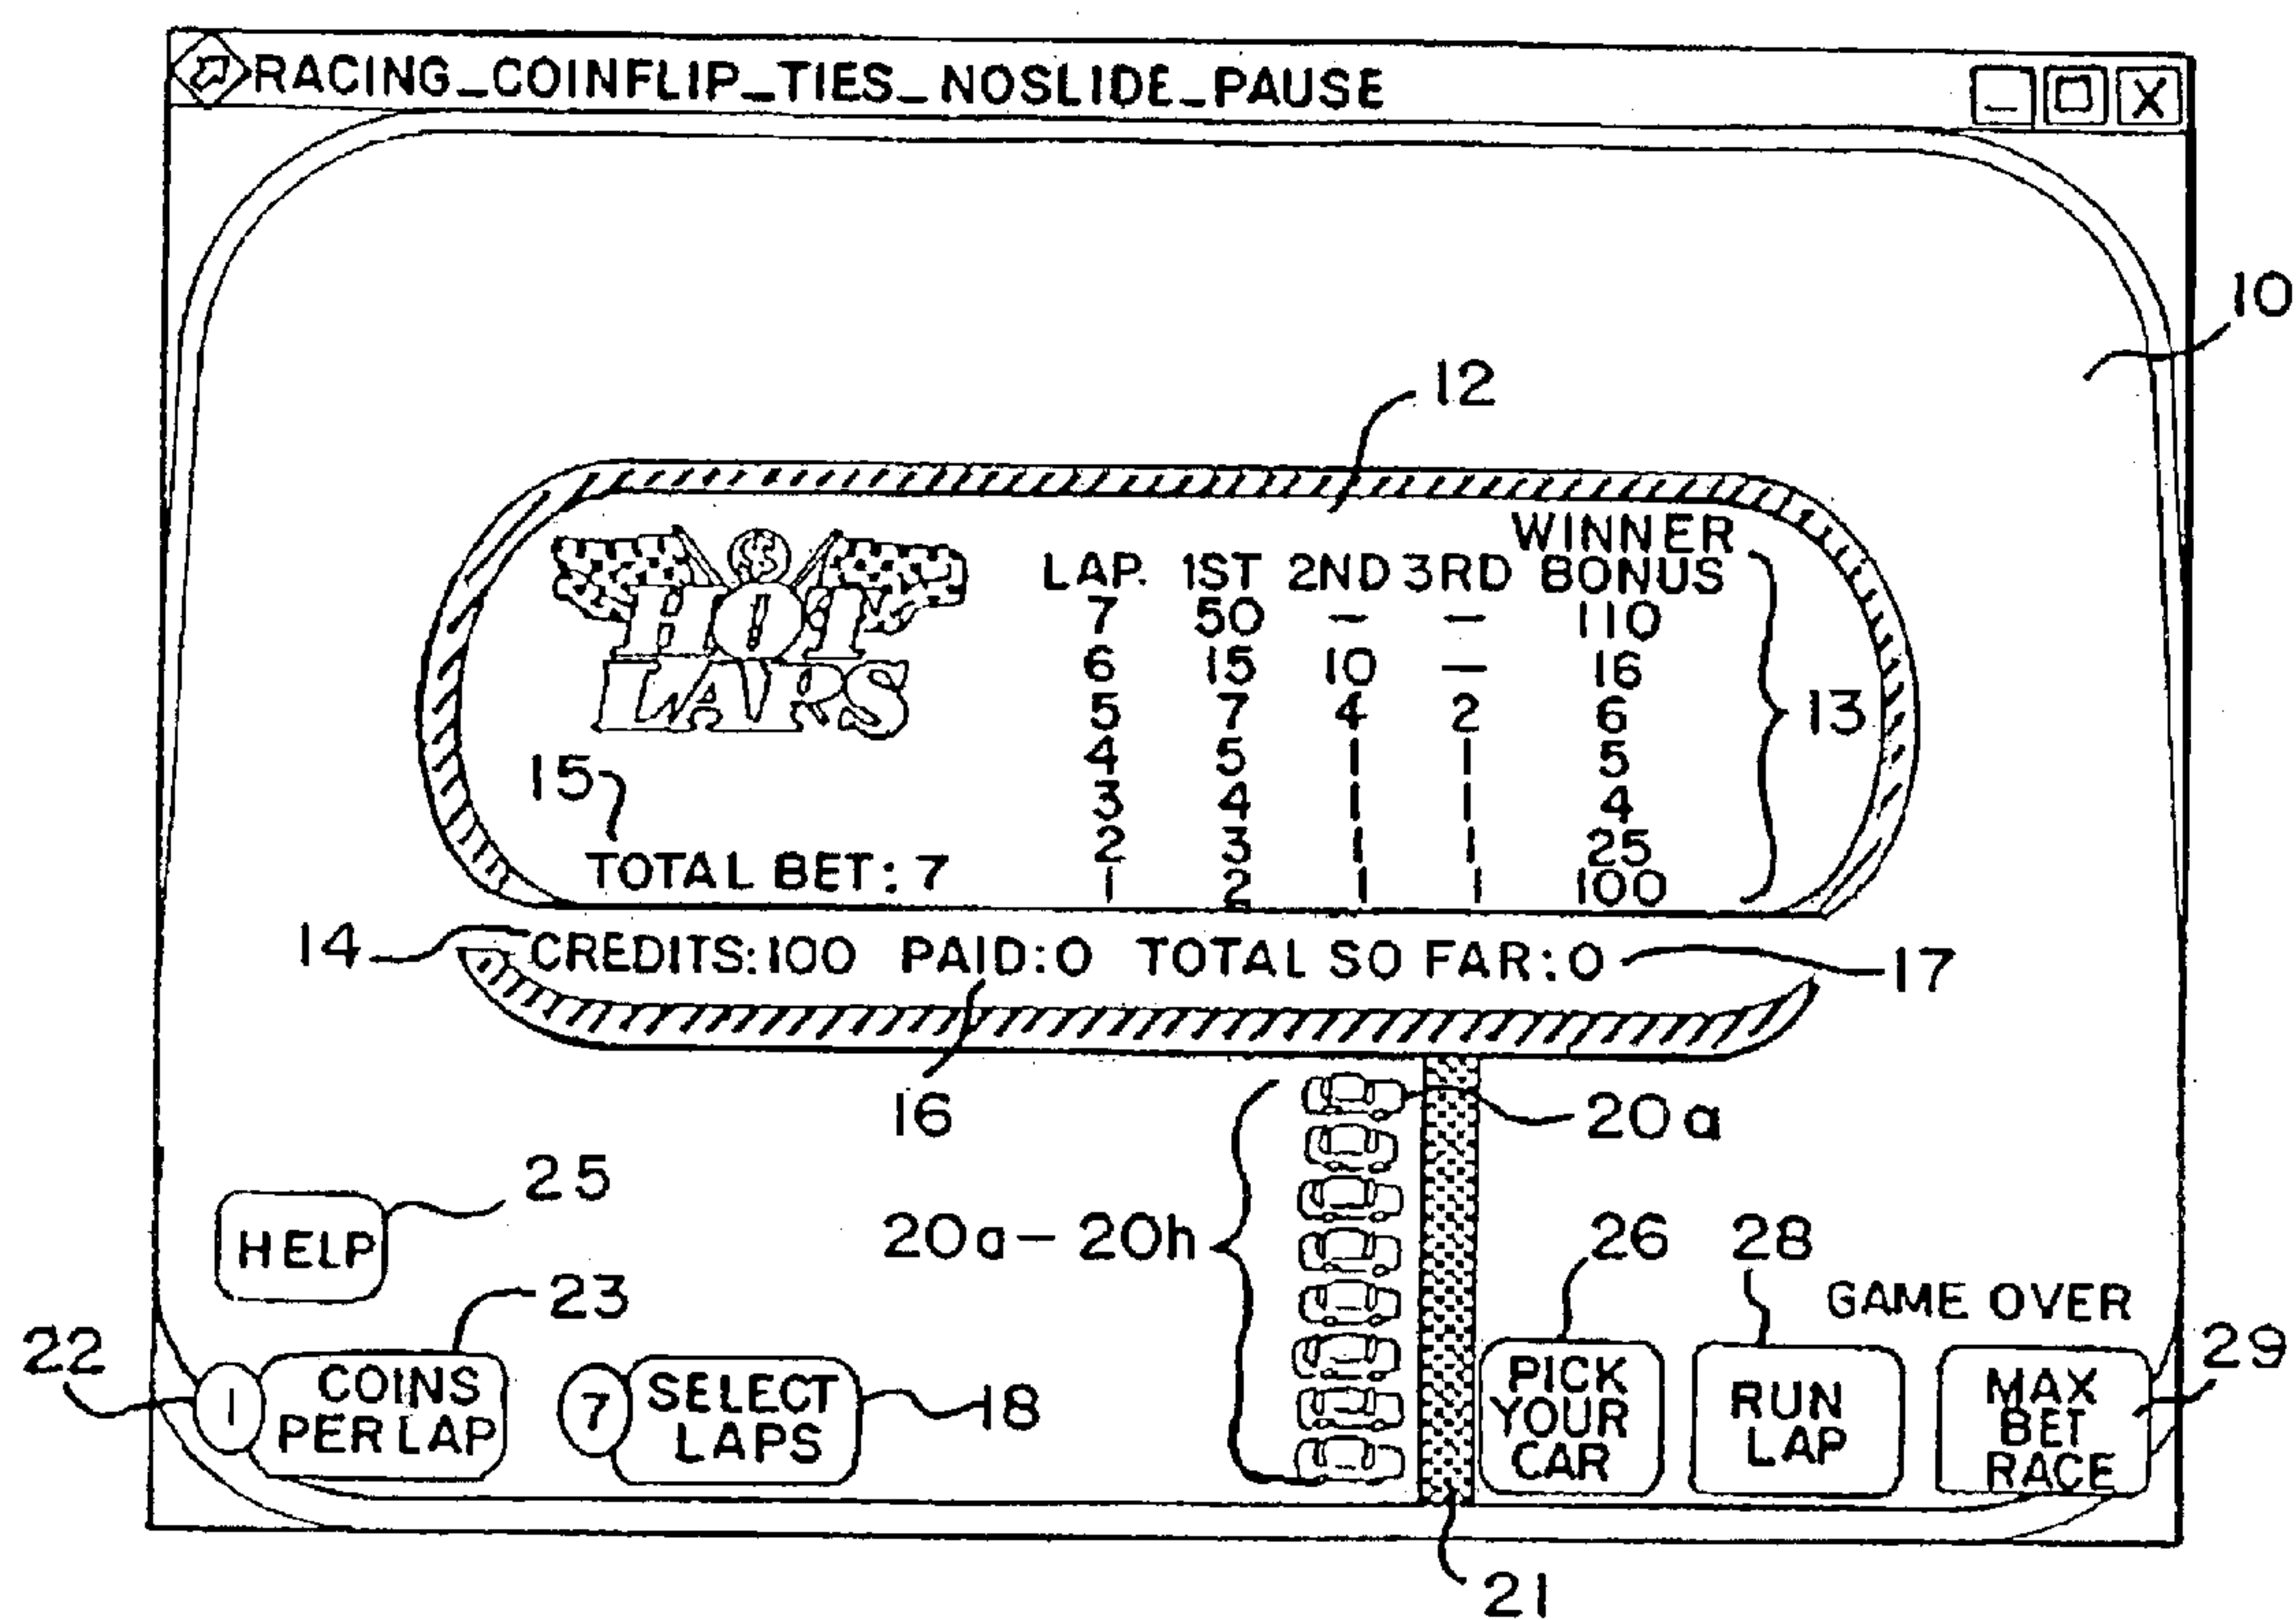 RACING_COINFLIP_TIES_NOSLIDE_PAUSE
10
12
WINNER
LAP. 1ST 2ND 3RD BONUS
7 50 – – 110
6 15 10 – 16
5 7 4 2 6
4 5 1 1 5
3 4 1 1 4
2 3 1 1 25
1 2 1 1 100
HOT
LAPS
13
15
TOTAL BET: 7
14
CREDITS:100 PAID:0 TOTAL SO FAR:0
17
16
20a
25
HELP
20a – 20h
26
28
GAME OVER
23
22
1
COINS
PER LAP
7
SELECT
LAPS
18
PICK
YOUR
CAR
RUN
LAP
MAX
BET
RACE
29
21